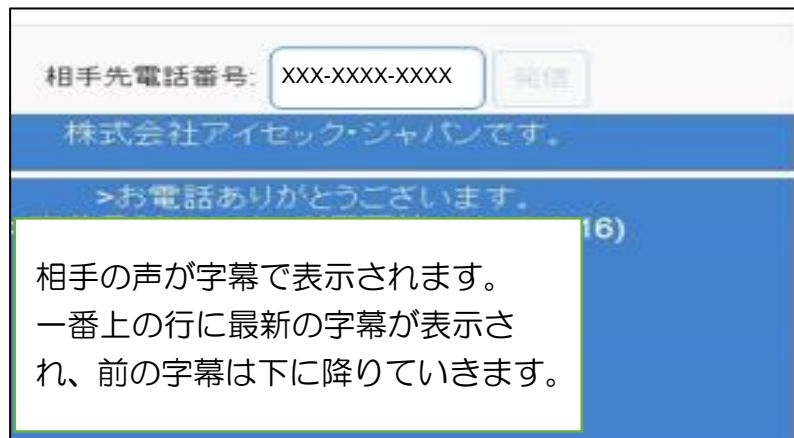 相手先電話番号: XXX-XXXX-XXXX 発信
株式会社アイセック・ジャパンです。
>お電話ありがとうございます。
16)
相手の声が字幕で表示されます。
一番上の行に最新の字幕が表示さ
れ、前の字幕は下に降りていきます。